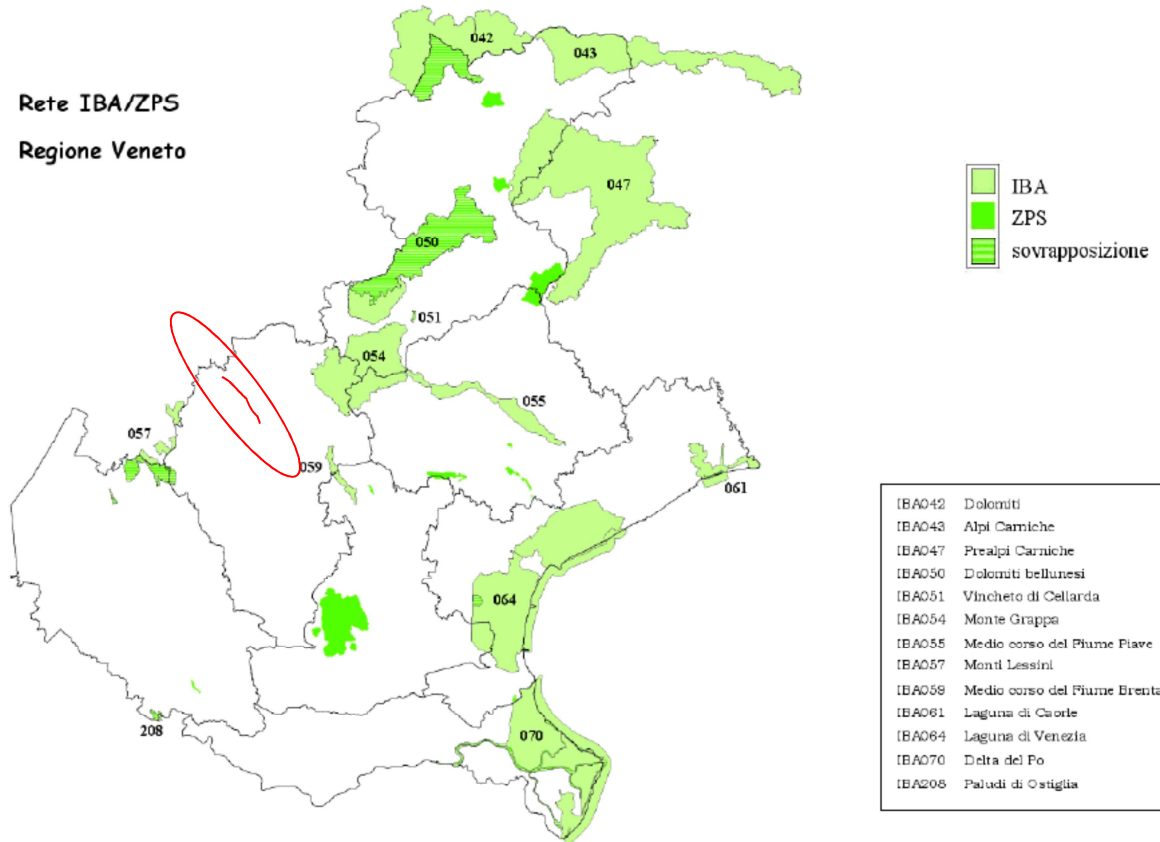 Rete IBA/ZPS
Regione Veneto
042
043
047
050
051
054
055
057
059
061
064
070
208
IBA
ZPS
sovrapposizione
IBA042 Dolomiti
IBA043 Alpi Carniche
IBA047 Prealpi Carniche
IBA050 Dolomiti bellunesi
IBA051 Vincheto di Cellarda
IBA054 Monte Grappa
IBA055 Medio corso del Fiume Piave
IBA057 Monti Lessini
IBA059 Medio corso del Fiume Brenta
IBA061 Laguna di Caorle
IBA064 Laguna di Venezia
IBA070 Delta del Po
IBA208 Paludi di Ostiglia